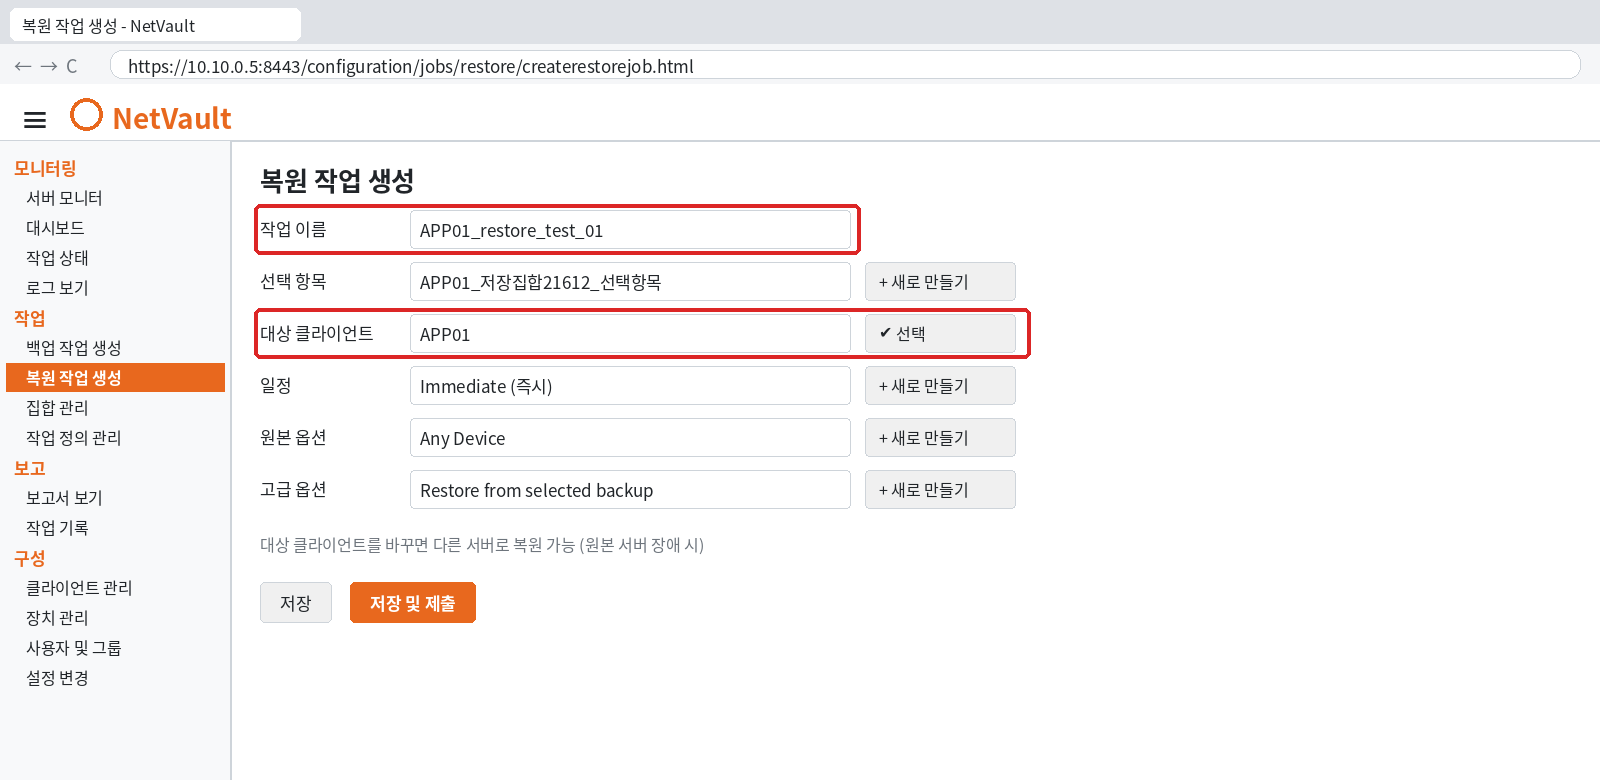 복원 작업 생성 - NetVault
← → C https://10.10.0.5:8443/configuration/jobs/restore/createrestorejob.html
NetVault
모니터링
서버 모니터
대시보드
작업 상태
로그 보기
작업
백업 작업 생성
복원 작업 생성
집합 관리
작업 정의 관리
보고
보고서 보기
작업 기록
구성
클라이언트 관리
장치 관리
사용자 및 그룹
설정 변경
복원 작업 생성
작업 이름 APP01_restore_test_01
선택 항목 APP01_저장집합21612_선택항목 + 새로 만들기
대상 클라이언트 APP01 ✔ 선택
일정 Immediate (즉시) + 새로 만들기
원본 옵션 Any Device + 새로 만들기
고급 옵션 Restore from selected backup + 새로 만들기
대상 클라이언트를 바꾸면 다른 서버로 복원 가능 (원본 서버 장애 시)
저장 저장 및 제출